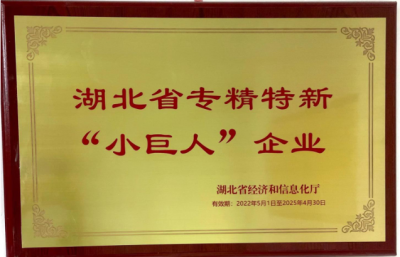 湖北省专精特新
“小巨人”企业
湖北省经济和信息化厅
有效期：2022年5月1日至2025年4月30日